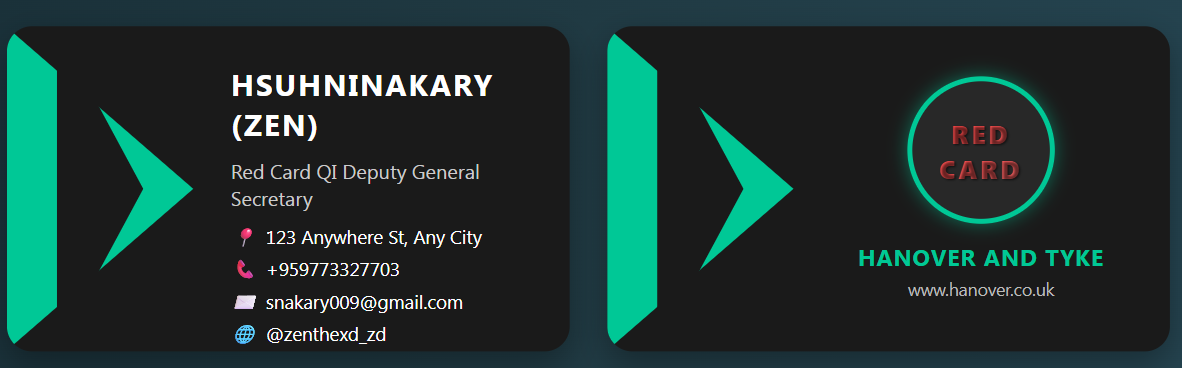 HSUHNINAKARY
(ZEN)
Red Card QI Deputy General
Secretary
123 Anywhere St, Any City
+959773327703
snakary009@gmail.com
@zenthexd_zd
RED
CARD
HANOVER AND TYKE
www.hanover.co.uk